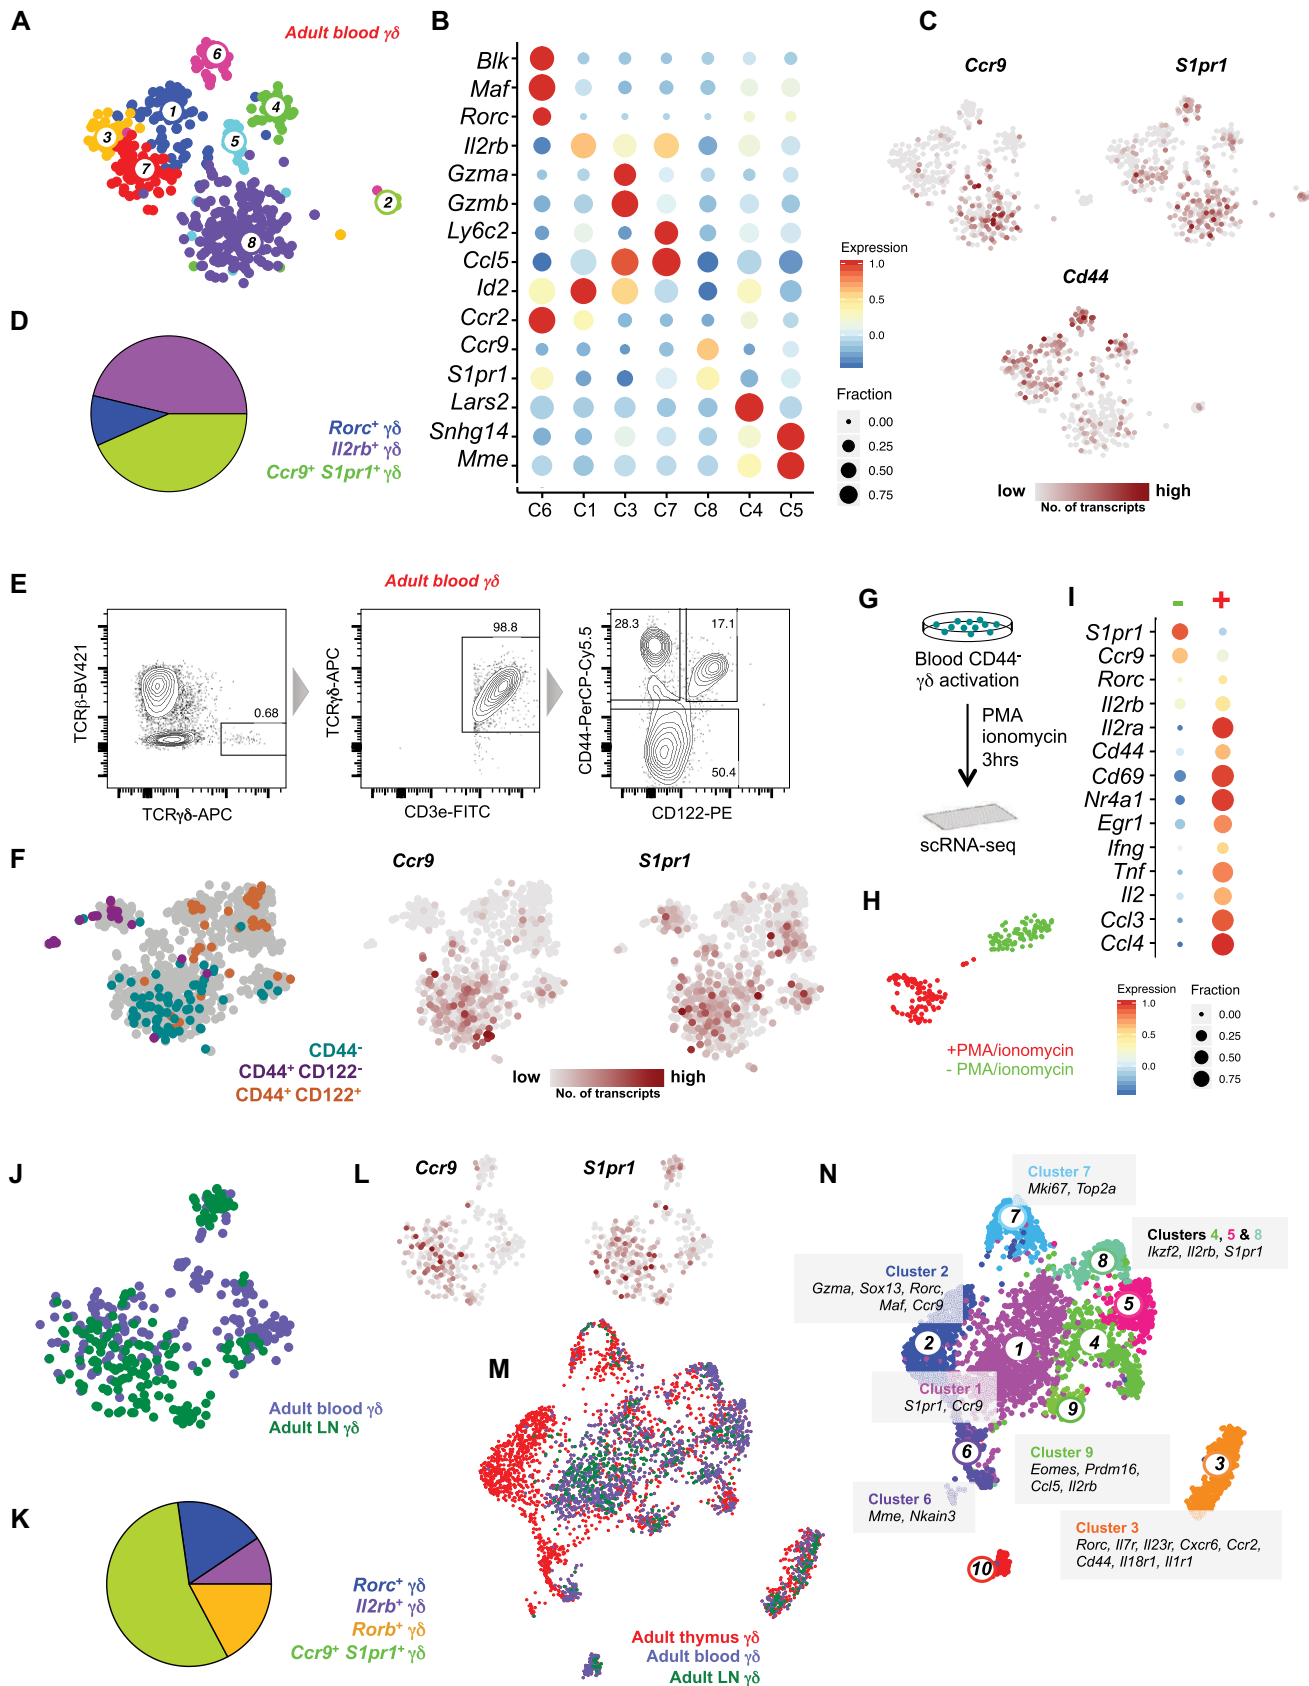 A
Adult blood γδ
6
1
4
3
5
7
2
8
B
Blk
Maf
Rorc
Il2rb
Gzma
Gzmb
Ly6c2
Ccl5
Id2
Ccr2
Ccr9
S1pr1
Lars2
Snhg14
Mme
C6 C1 C3 C7 C8 C4 C5
Expression
1.0
0.5
0.0
Fraction
0.00
0.25
0.50
0.75
C
Ccr9
S1pr1
Cd44
low high
No. of transcripts
D
Rorc+ γδ
Il2rb+ γδ
Ccr9+ S1pr1+ γδ
E
Adult blood γδ
TCRβ-BV421
0.68
TCRγδ-APC
TCRγδ-APC
98.8
CD3e-FITC
CD44-PerCP-Cy5.5
28.3
17.1
50.4
CD122-PE
F
CD44-
CD44+ CD122-
CD44+ CD122+
Ccr9
S1pr1
low high
No. of transcripts
G
Blood CD44-
γδ activation
PMA
ionomycin
3hrs
scRNA-seq
H
+PMA/ionomycin
- PMA/ionomycin
I
- +
S1pr1
Ccr9
Rorc
Il2rb
Il2ra
Cd44
Cd69
Nr4a1
Egr1
Ifng
Tnf
Il2
Ccl3
Ccl4
Expression
1.0
0.5
0.0
Fraction
0.00
0.25
0.50
0.75
J
Adult blood γδ
Adult LN γδ
K
Rorc+ γδ
Il2rb+ γδ
Rorb+ γδ
Ccr9+ S1pr1+ γδ
L
Ccr9
S1pr1
M
Adult thymus γδ
Adult blood γδ
Adult LN γδ
N
Cluster 7
Mki67, Top2a
7
Clusters 4, 5 & 8
Ikzf2, Il2rb, S1pr1
8
Cluster 2
Gzma, Sox13, Rorc,
Maf, Ccr9
5
2
1
4
Cluster 1
S1pr1, Ccr9
9
6
Cluster 9
Eomes, Prdm16,
Ccl5, Il2rb
3
Cluster 6
Mme, Nkain3
Cluster 3
Rorc, Il7r, Il23r, Cxcr6, Ccr2,
Cd44, Il18r1, Il1r1
10